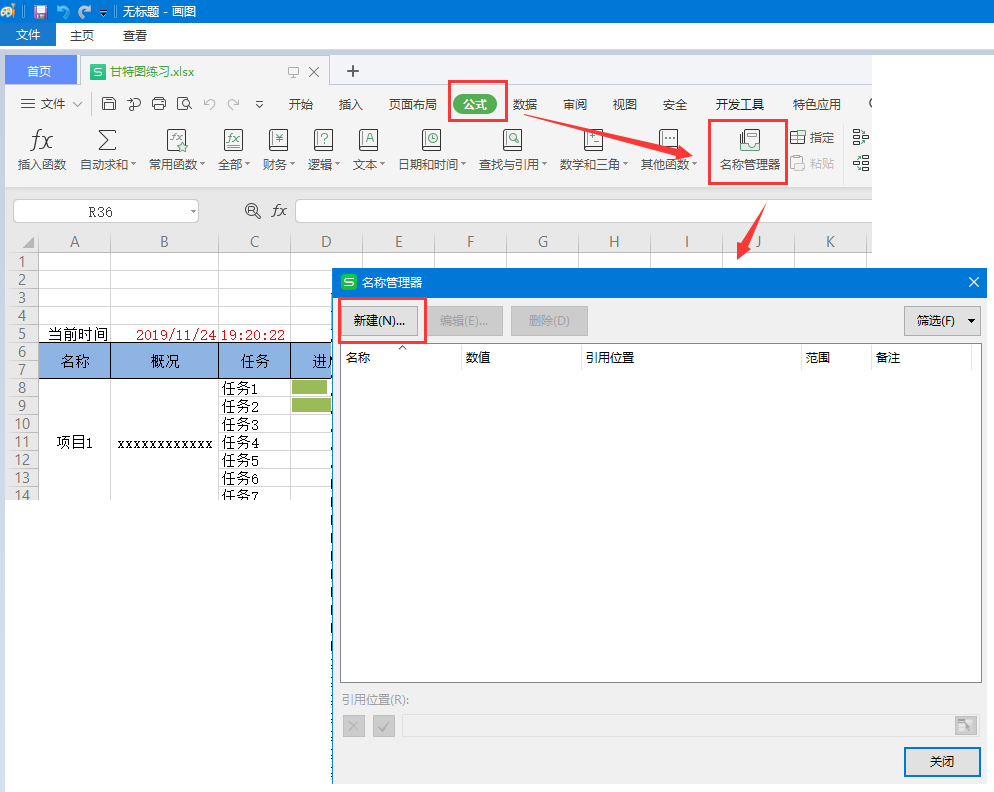 无标题 - 画图
文件 主页 查看
首页 S 甘特图练习.xlsx
文件 开始 插入 页面布局 公式 数据 审阅 视图 安全 开发工具 特色应用
fx ∑ 指定
插入函数 自动求和 常用函数 全部 财务 逻辑 文本 日期和时间 查找与引用 数学和三角 其他函数 名称管理器 粘贴
R36 fx
A B C D E F G H I J K
1
2
3
4
5 当前时间 2019/11/24 19:20:22
6
名称 概况 任务 进
7
8 任务1
9 任务2
10 任务3
11 项目1 xxxxxxxxxxxx 任务4
12 任务5
13 任务6
14 任务7
S 名称管理器
新建(N)... 编辑(E)... 删除(D) 筛选(F)
名称 数值 引用位置 范围 备注
引用位置(R):
关闭